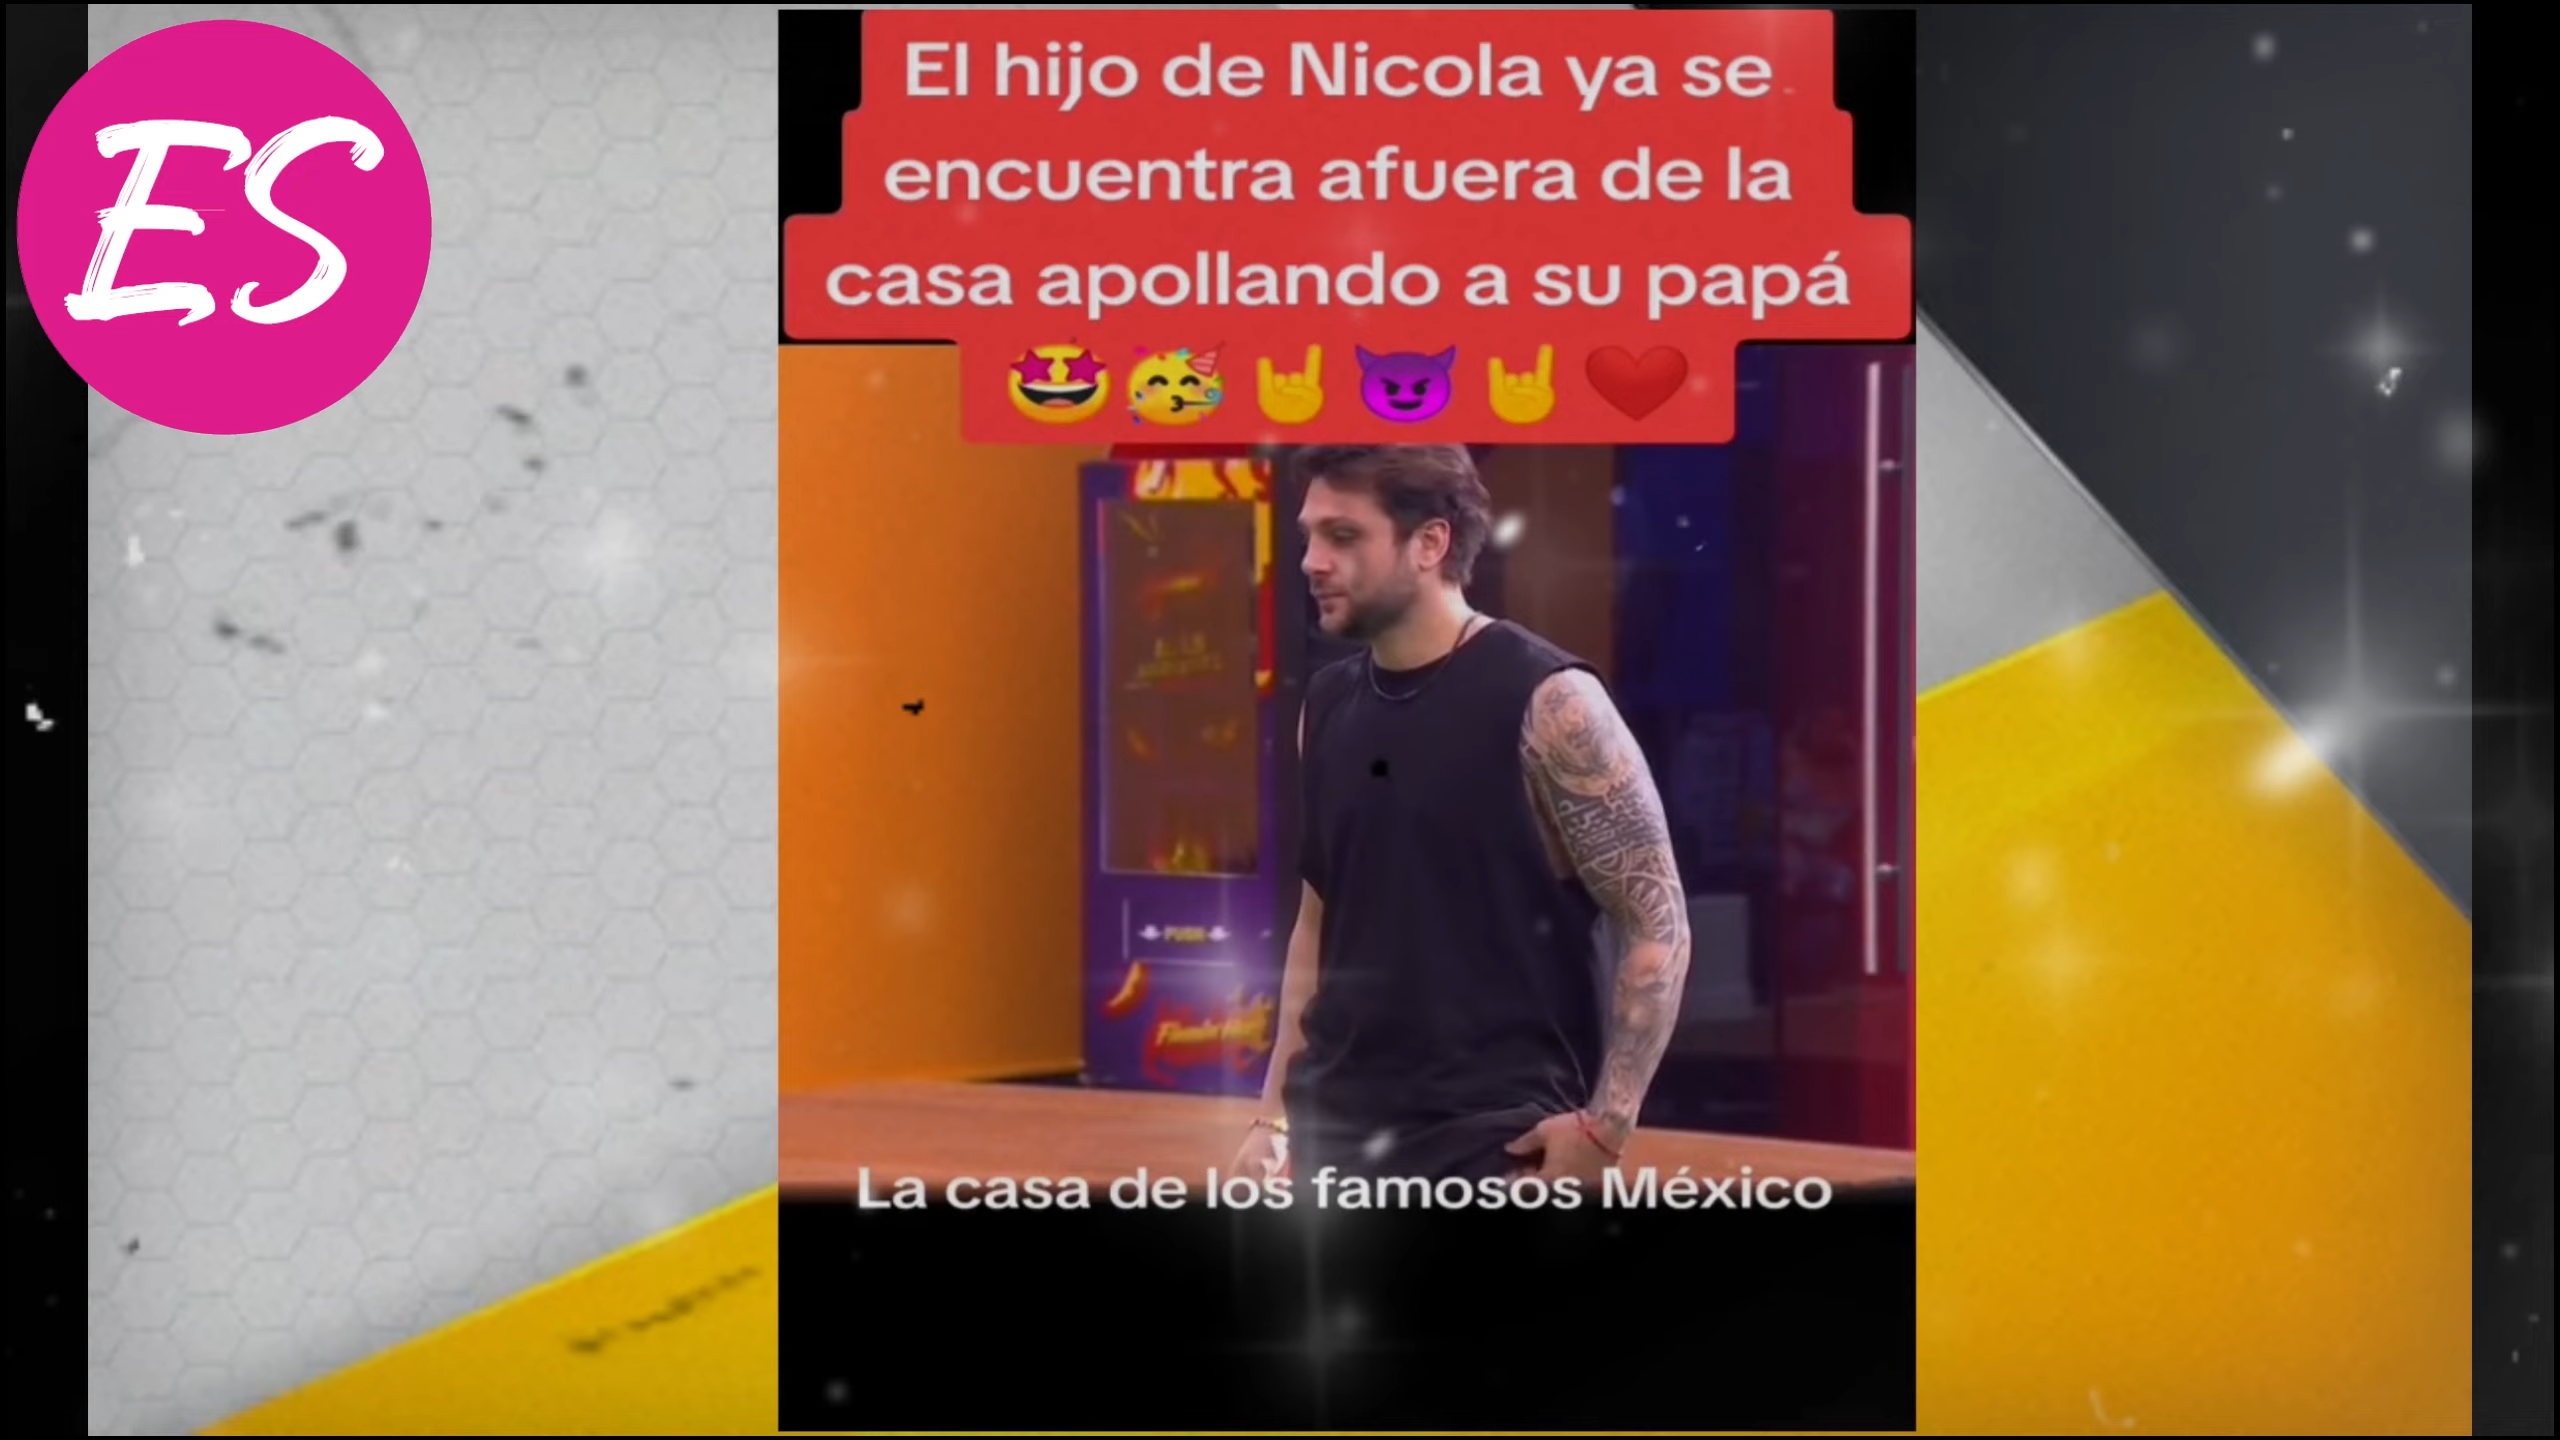 ES
El hijo de Nicola ya se
encuentra afuera de la
casa apollando a su papá
PUSH
La casa de los famosos México